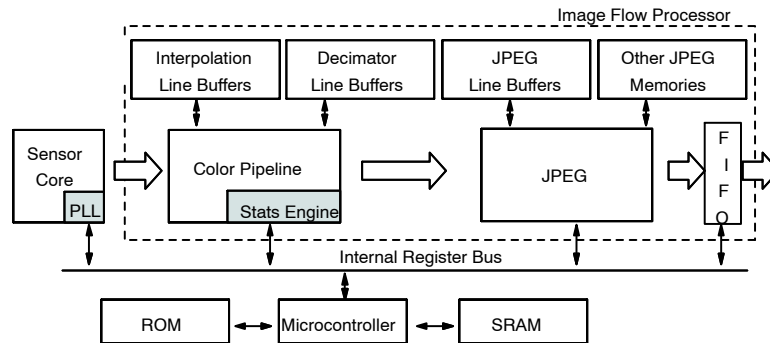 Image Flow Processor
Interpolation
Line Buffers
Decimator
Line Buffers
JPEG
Line Buffers
Other JPEG
Memories
Sensor
Core
PLL
Color Pipeline
Stats Engine
JPEG
F
I
F
O
Internal Register Bus
ROM
Microcontroller
SRAM